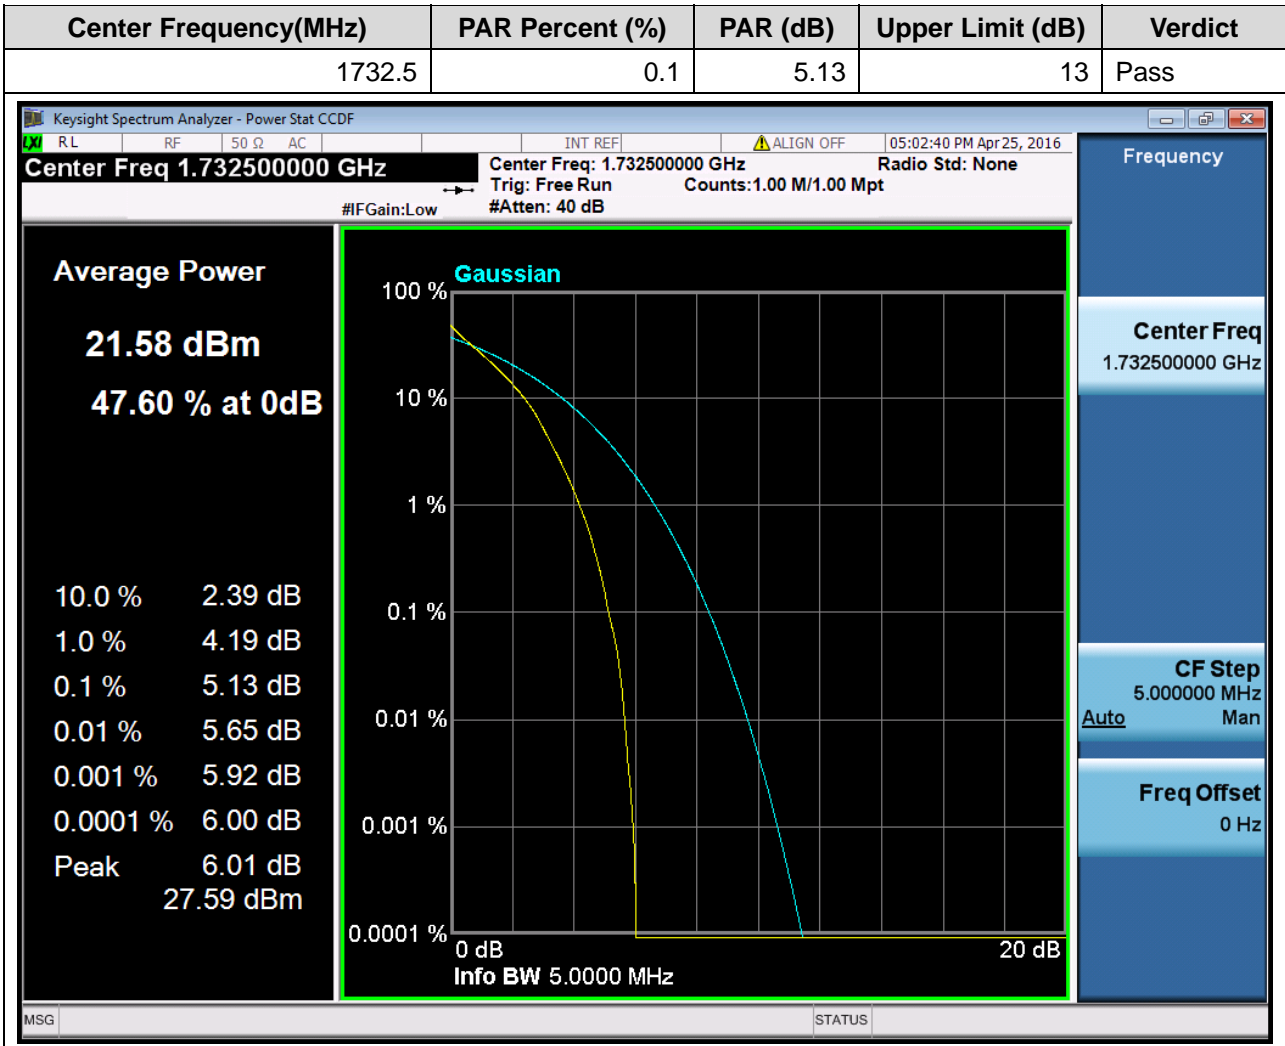 Center Frequency(MHz) PAR Percent (%) PAR (dB) Upper Limit (dB) Verdict
1732.5 0.1 5.13 13 Pass
Keysight Spectrum Analyzer - Power Stat CCDF
LXI RL RF 50 Ω AC INT REF ALIGN OFF 05:02:40 PM Apr 25, 2016
Center Freq 1.732500000 GHz
Center Freq: 1.732500000 GHz Radio Std: None
Trig: Free Run Counts:1.00 M/1.00 Mpt
#IFGain:Low #Atten: 40 dB
Average Power
21.58 dBm
47.60 % at 0dB
10.0 % 2.39 dB
1.0 % 4.19 dB
0.1 % 5.13 dB
0.01 % 5.65 dB
0.001 % 5.92 dB
0.0001 % 6.00 dB
Peak 6.01 dB
27.59 dBm
Gaussian
100 %
10 %
1 %
0.1 %
0.01 %
0.001 %
0.0001 %
0 dB 20 dB
Info BW 5.0000 MHz
Frequency
Center Freq
1.732500000 GHz
CF Step
5.000000 MHz
Auto Man
Freq Offset
0 Hz
MSG STATUS